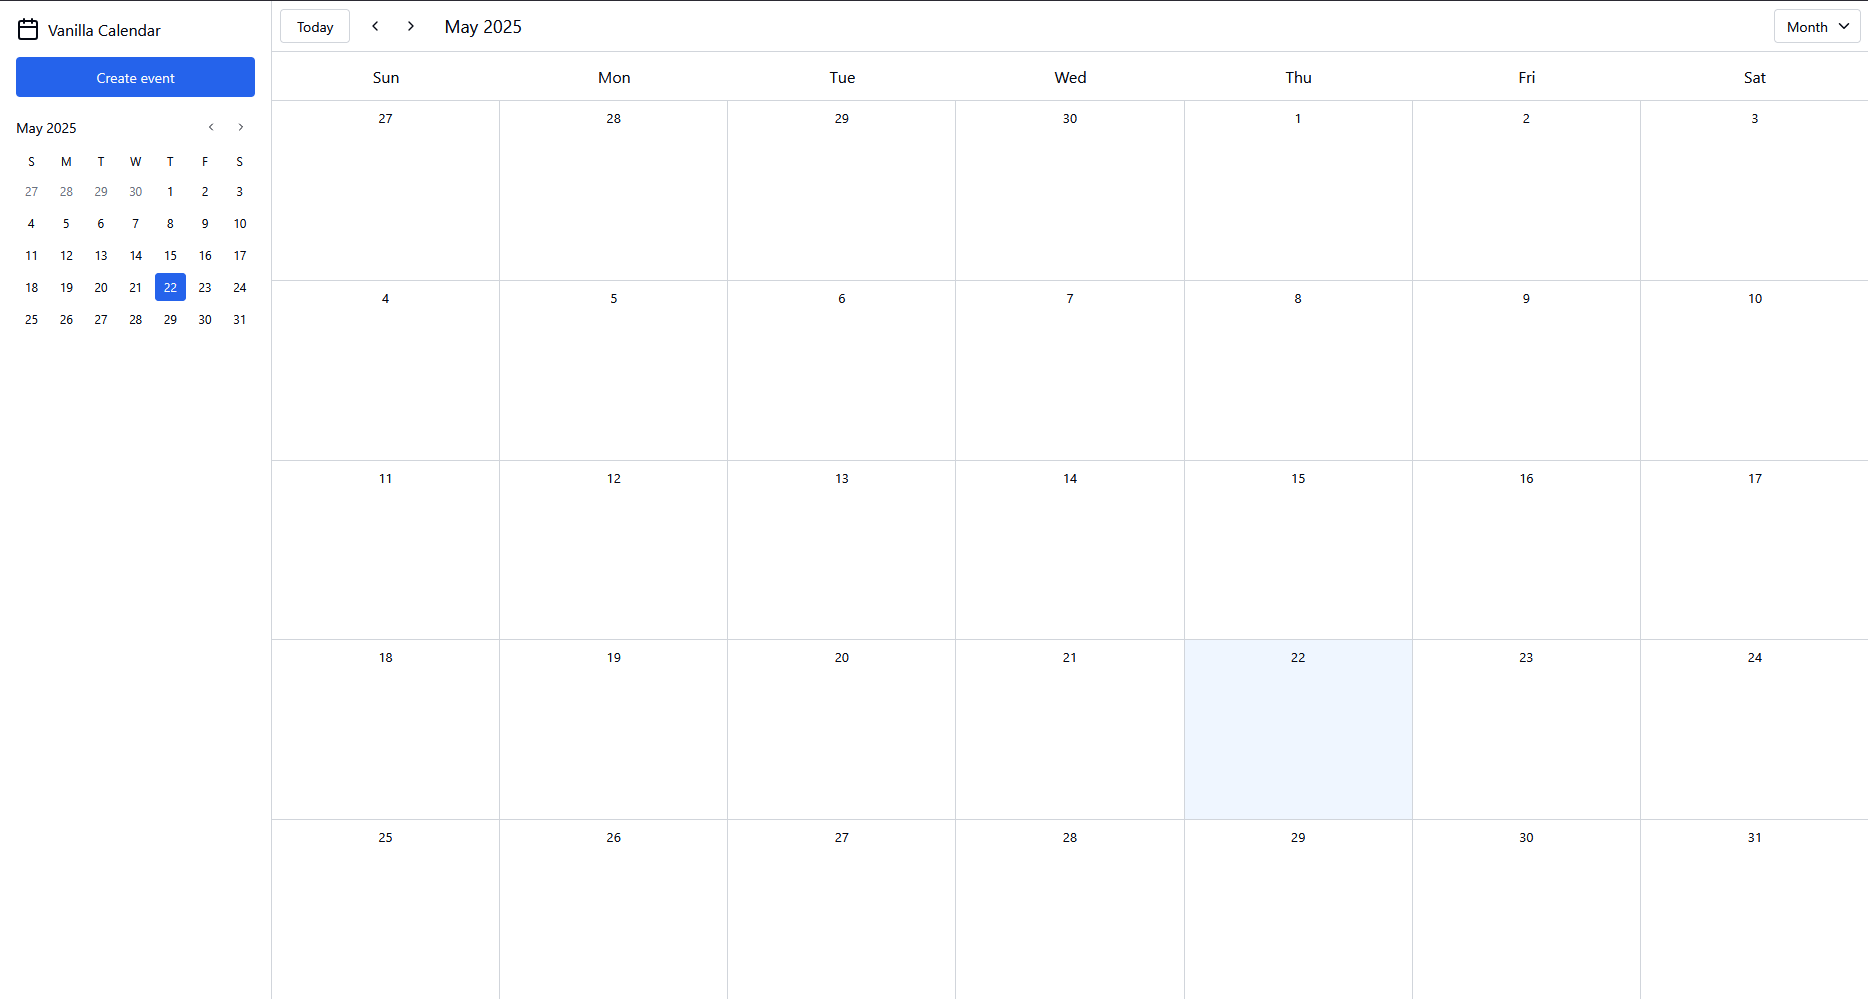 Vanilla Calendar
Create event
May 2025
S M T W T F S
27 28 29 30 1 2 3
4 5 6 7 8 9 10
11 12 13 14 15 16 17
18 19 20 21 22 23 24
25 26 27 28 29 30 31
Today May 2025 Month
Sun Mon Tue Wed Thu Fri Sat
27 28 29 30 1 2 3
4 5 6 7 8 9 10
11 12 13 14 15 16 17
18 19 20 21 22 23 24
25 26 27 28 29 30 31